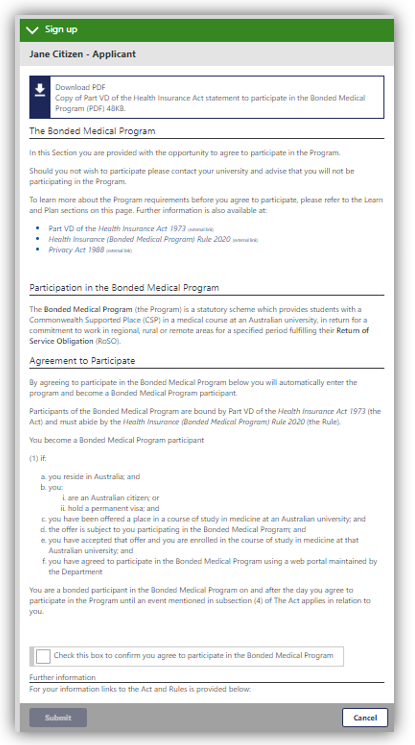 Sign up
Jane Citizen - Applicant
Download PDF
Copy of Part VD of the Health Insurance Act statement to participate in the Bonded Medical
Program (PDF) 48KB.
The Bonded Medical Program
In this Section you are provided with the opportunity to agree to participate in the Program.
Should you not wish to participate please contact your university and advise that you will not be
participating in the Program.
To learn more about the Program requirements before you agree to participate, please refer to the Learn
and Plan sections on this page. Further information is also available at:
• Part VD of the Health Insurance Act 1973 (external link)
• Health Insurance (Bonded Medical Program) Rule 2020 (external link)
• Privacy Act 1988 (external link)
Participation in the Bonded Medical Program
The Bonded Medical Program (the Program) is a statutory scheme which provides students with a
Commonwealth Supported Place (CSP) in a medical course at an Australian university, in return for a
commitment to work in regional, rural or remote areas for a specified period fulfilling their Return of
Service Obligation (RoSO).
Agreement to Participate
By agreeing to participate in the Bonded Medical Program below you will automatically enter the
program and become a Bonded Medical Program participant.
Participants of the Bonded Medical Program are bound by Part VD of the Health Insurance Act 1973 (the
Act) and must abide by the Health Insurance (Bonded Medical Program) Rule 2020 (the Rule).
You become a Bonded Medical Program participant
(1) if:
a. you reside in Australia; and
b. you:
i. are an Australian citizen; or
ii. hold a permanent visa; and
c. you have been offered a place in a course of study in medicine at an Australian university; and
d. the offer is subject to you participating in the Bonded Medical Program; and
e. you have accepted that offer and you are enrolled in the course of study in medicine at that
Australian university; and
f. you have agreed to participate in the Bonded Medical Program using a web portal maintained by
the Department
You are a bonded participant in the Bonded Medical Program on and after the day you agree to
participate in the Program until an event mentioned in subsection (4) of The Act applies in relation to
you.
Check this box to confirm you agree to participate in the Bonded Medical Program
Further information
For your information links to the Act and Rules is provided below:
Submit
Cancel